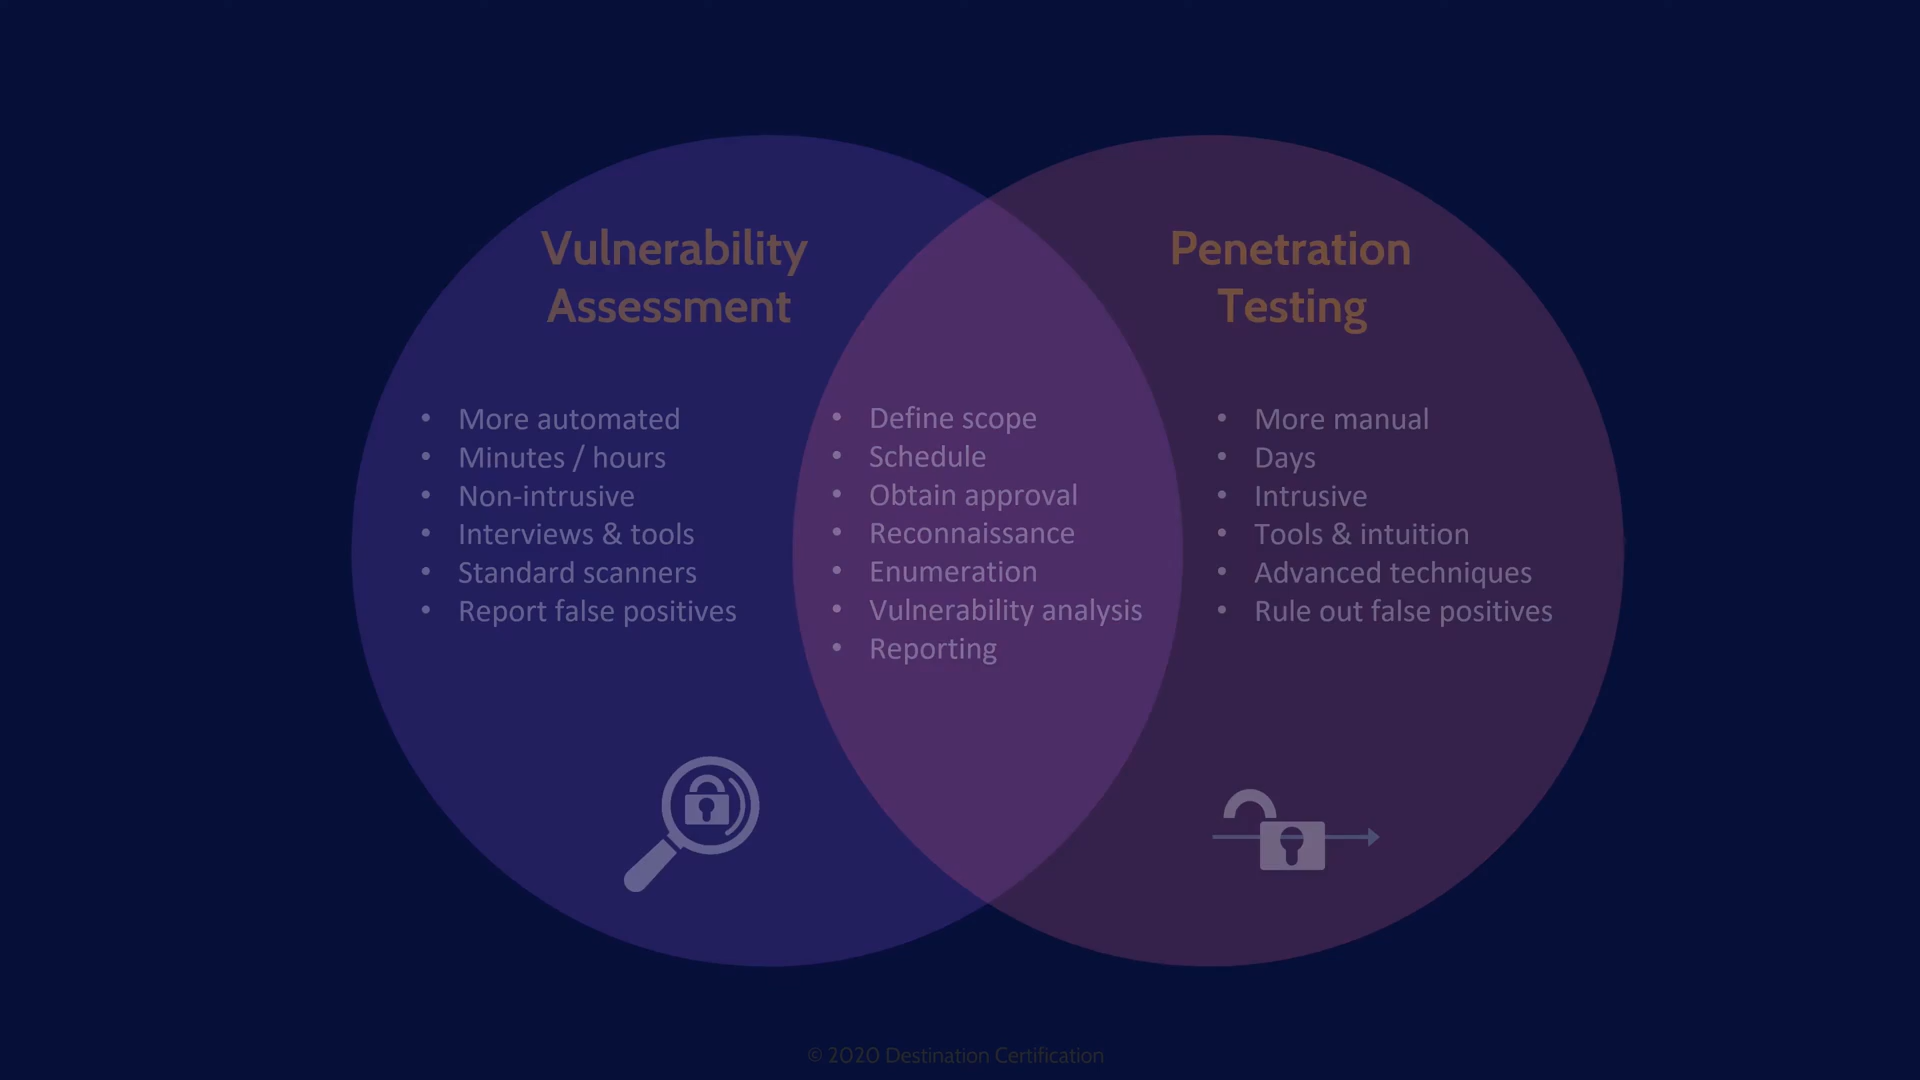 Vulnerability
Assessment
• More automated
• Minutes / hours
• Non-intrusive
• Interviews & tools
• Standard scanners
• Report false positives
• Define scope
• Schedule
• Obtain approval
• Reconnaissance
• Enumeration
• Vulnerability analysis
• Reporting
Penetration
Testing
• More manual
• Days
• Intrusive
• Tools & intuition
• Advanced techniques
• Rule out false positives
© 2020 Destination Certification